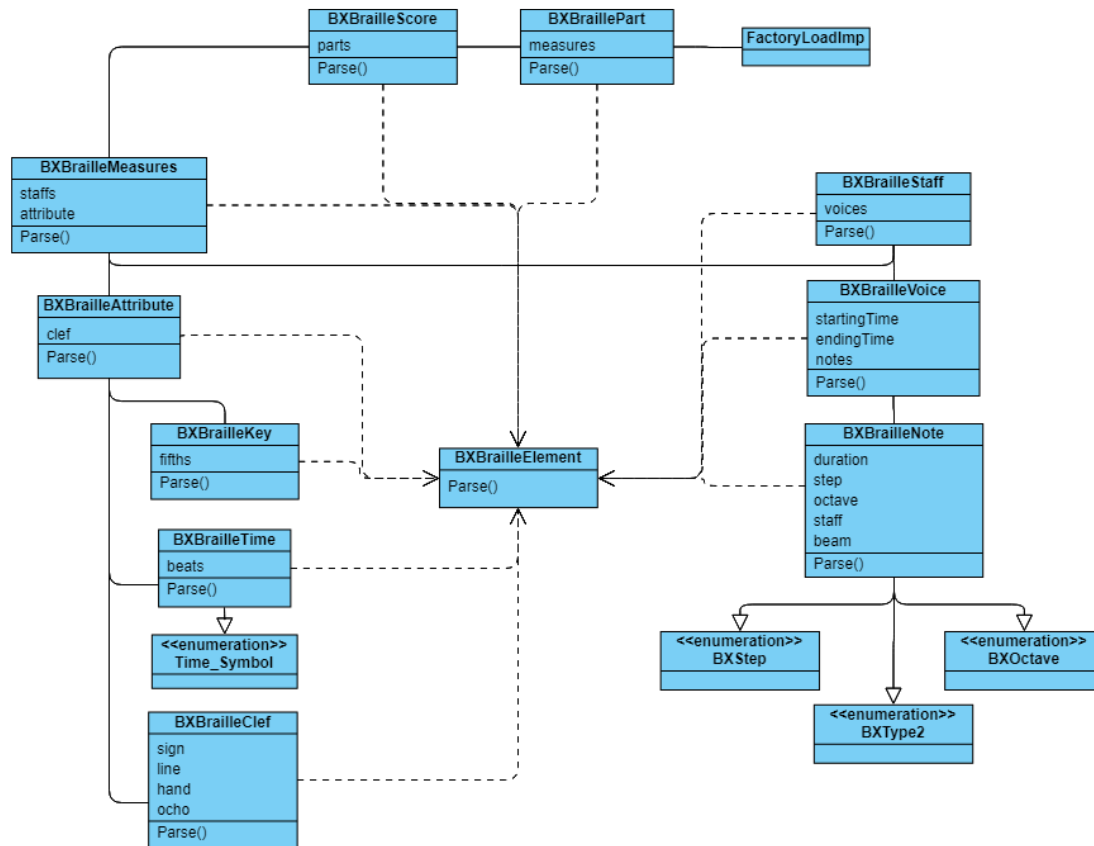 BXBrailleScore
parts
Parse()
BXBraillePart
measures
Parse()
FactoryLoadImp
BXBrailleMeasures
staffs
attribute
Parse()
BXBrailleStaff
voices
Parse()
BXBrailleAttribute
clef
Parse()
BXBrailleVoice
startingTime
endingTime
notes
Parse()
BXBrailleKey
fifths
Parse()
BXBrailleElement
Parse()
BXBrailleNote
duration
step
octave
staff
beam
Parse()
BXBrailleTime
beats
Parse()
<<enumeration>>
Time_Symbol
<<enumeration>>
BXStep
<<enumeration>>
BXOctave
<<enumeration>>
BXType2
BXBrailleClef
sign
line
hand
ocho
Parse()